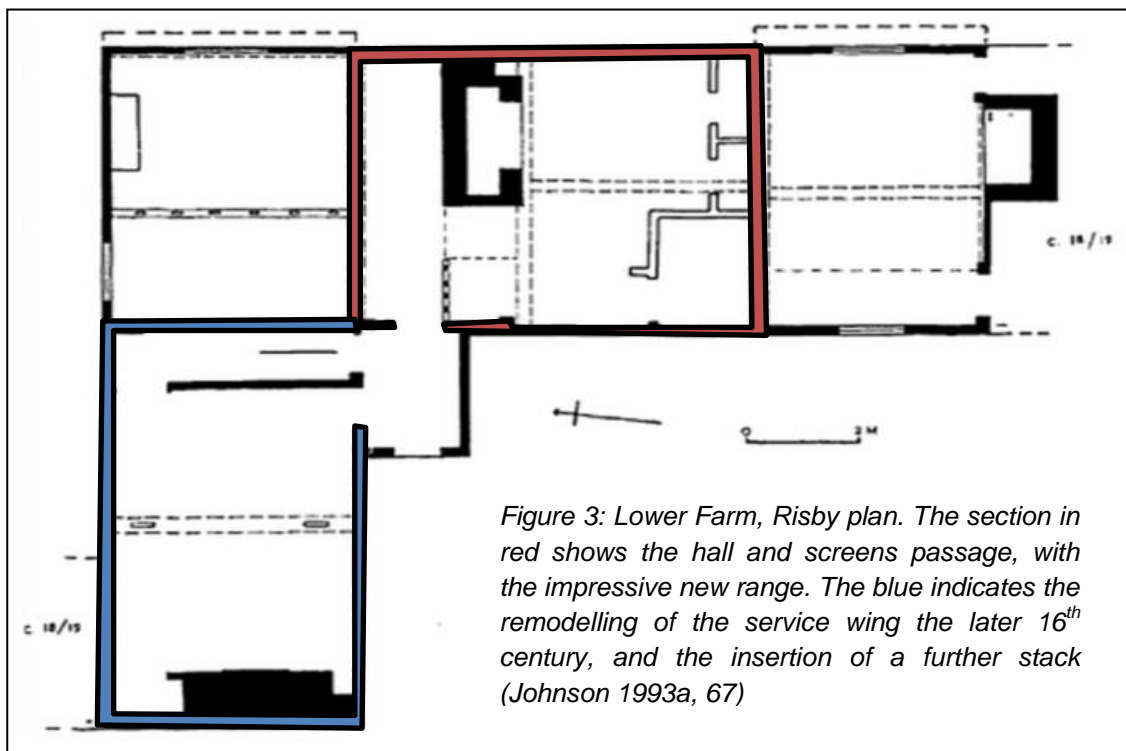 c. 18/19
0 2 M
Figure 3: Lower Farm, Risby plan. The section in
red shows the hall and screens passage, with
the impressive new range. The blue indicates the
remodelling of the service wing the later 16th
century, and the insertion of a further stack
(Johnson 1993a, 67)
c. 18/19